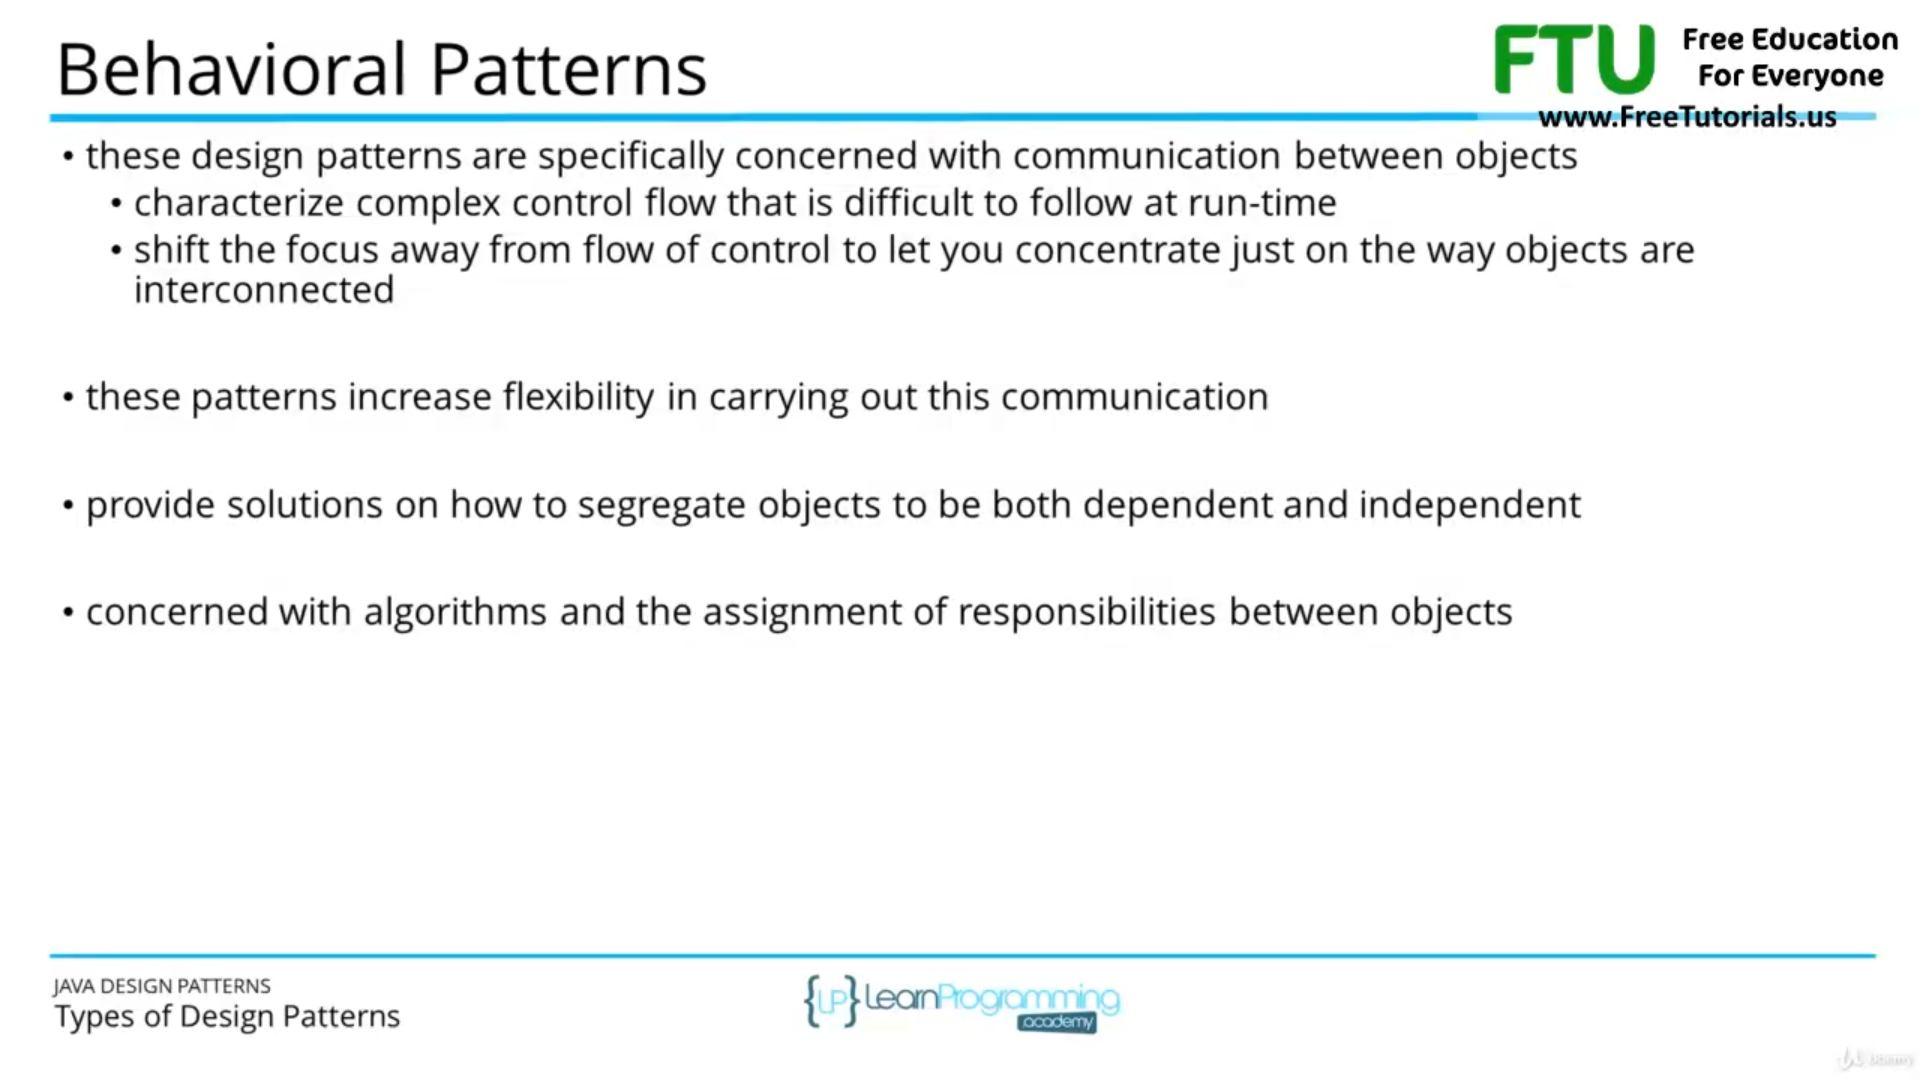 Behavioral Patterns
FTU
Free Education
For Everyone
www.FreeTutorials.us
• these design patterns are specifically concerned with communication between objects
• characterize complex control flow that is difficult to follow at run-time
• shift the focus away from flow of control to let you concentrate just on the way objects are
interconnected
• these patterns increase flexibility in carrying out this communication
• provide solutions on how to segregate objects to be both dependent and independent
• concerned with algorithms and the assignment of responsibilities between objects
JAVA DESIGN PATTERNS
Types of Design Patterns
{LP} LearnProgramming
academy
Udemy